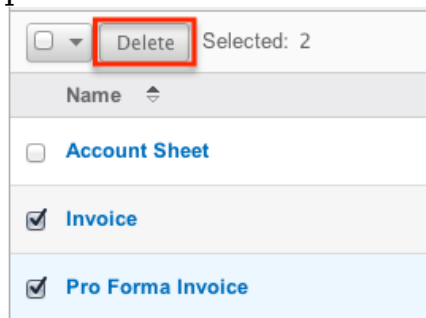 Delete Selected: 2
Name
Account Sheet
Invoice
Pro Forma Invoice